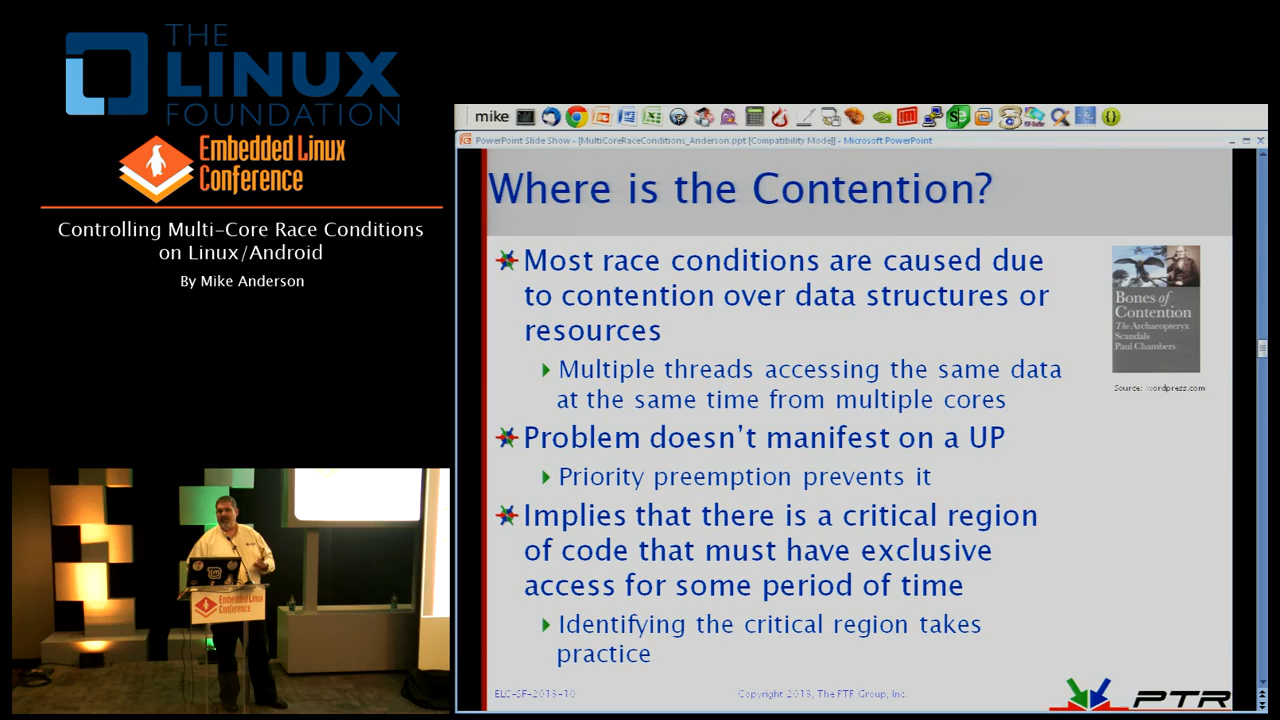 THE
LINUX
FOUNDATION
Embedded Linux
Conference
Controlling Multi-Core Race Conditions
on Linux/Android
By Mike Anderson
mike
PowerPoint Slide Show - [MultiCoreRaceConditions_Anderson.ppt [Compatibility Mode]] - Microsoft PowerPoint
Where is the Contention?
Most race conditions are caused due
to contention over data structures or
resources
Multiple threads accessing the same data
at the same time from multiple cores
Problem doesn't manifest on a UP
Priority preemption prevents it
Implies that there is a critical region
of code that must have exclusive
access for some period of time
Identifying the critical region takes
practice
Bones of
Contention
The Archaeopteryx
Scandals
Paul Chambers
Source: wordpress.com
ELC-SF-2013-10
Copyright 2013, The PTR Group, Inc.
PTR
Embedded Linux
Conference